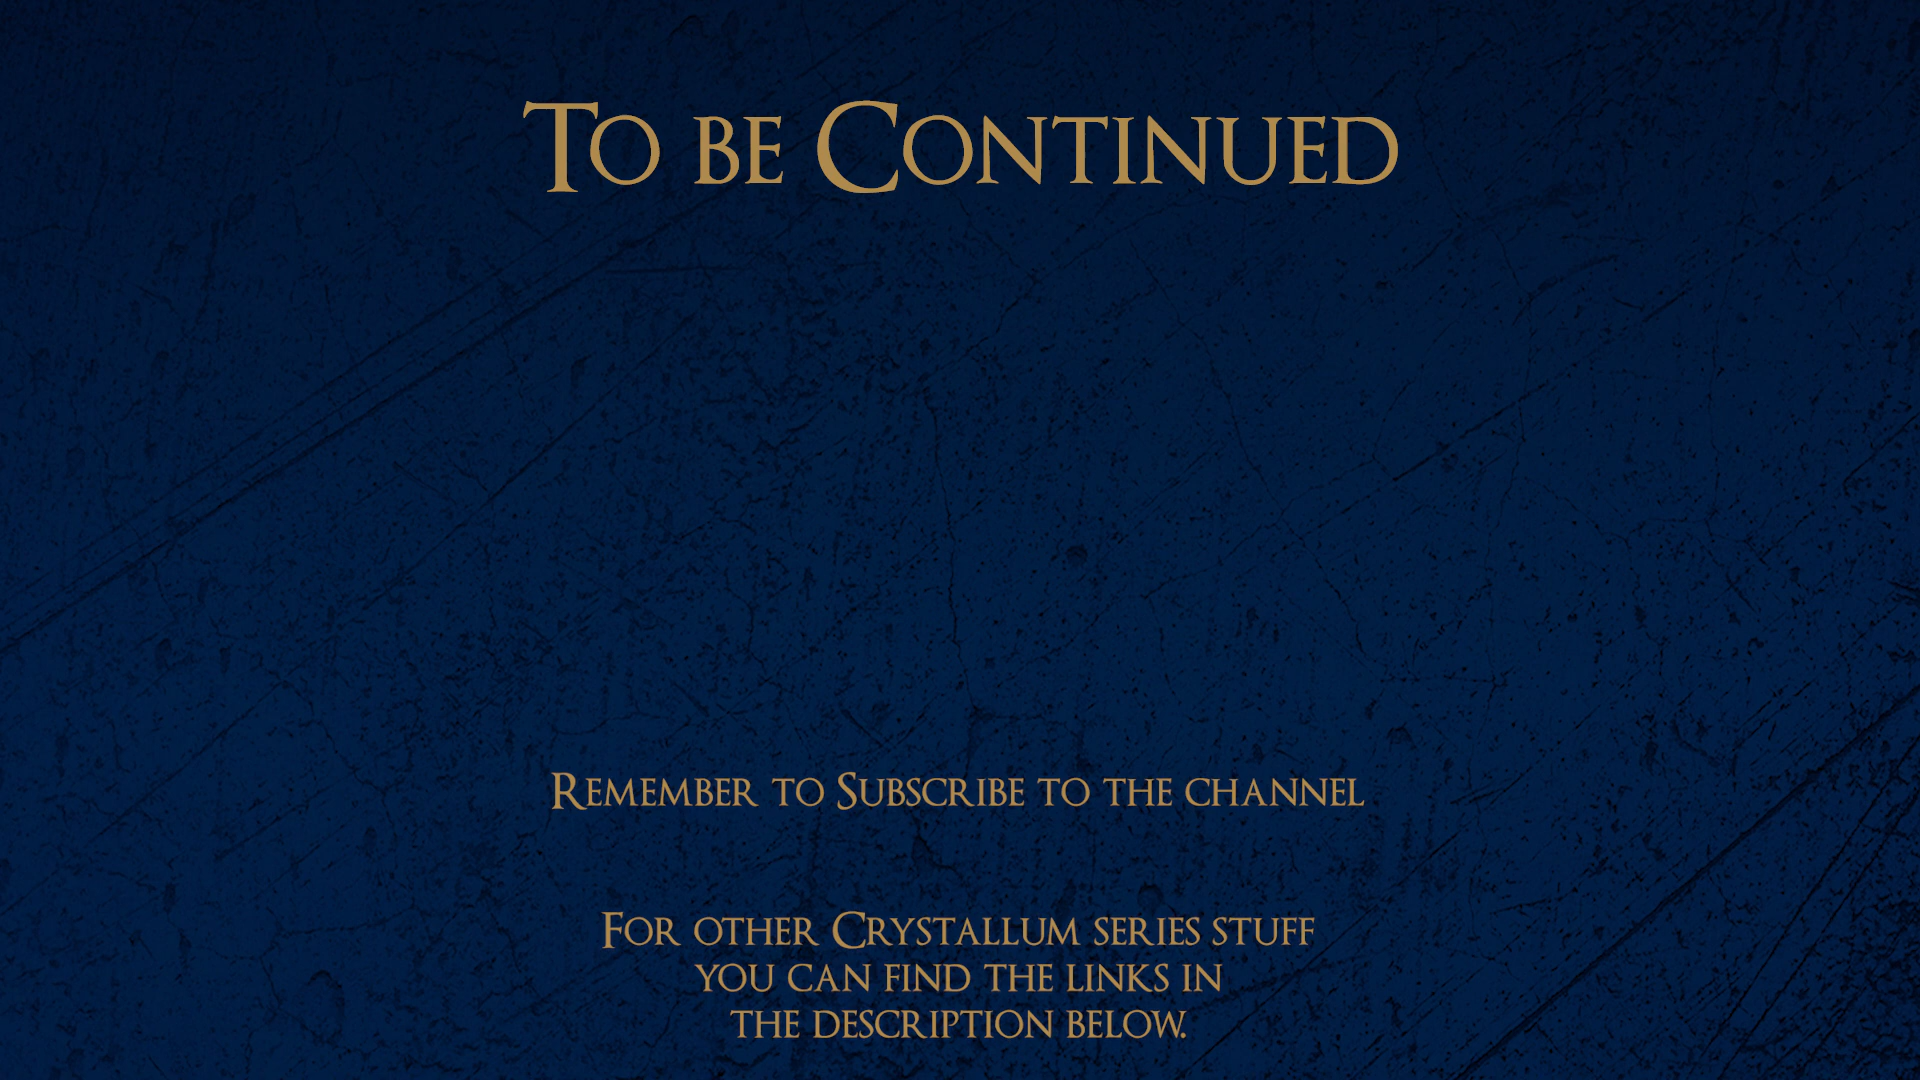 To be Continued
Remember to Subscribe to the channel
For other Crystallum series stuff
you can find the links in
the description below.